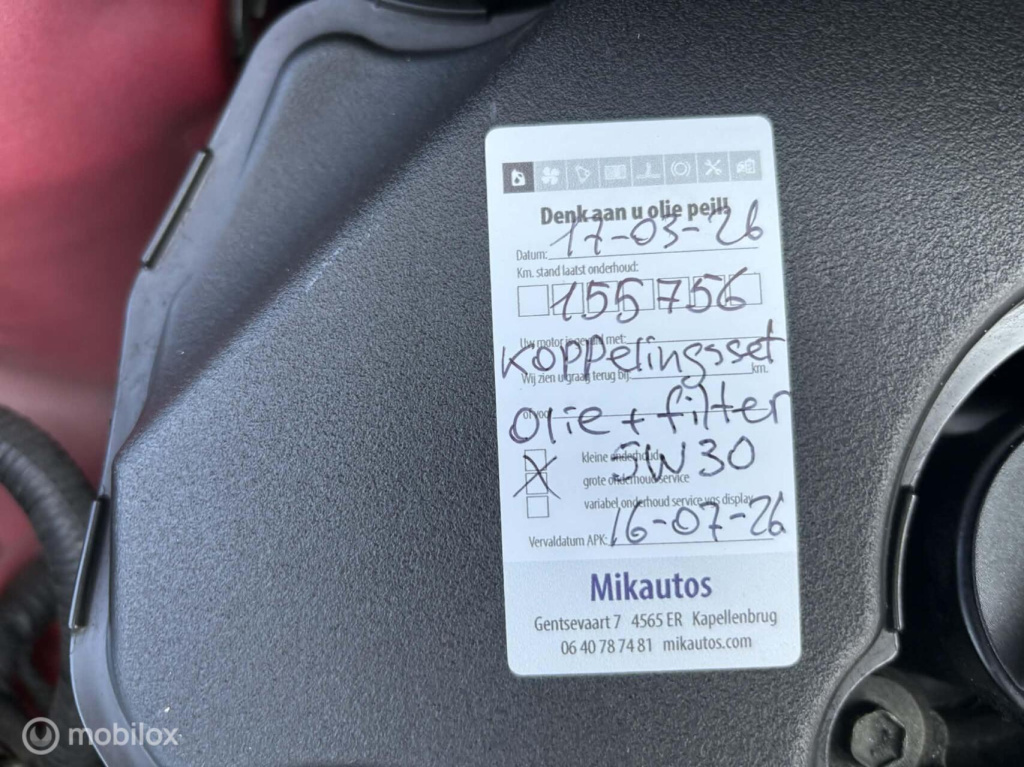 Denk aan u olie peil!
Datum: 17-03-26
Km. stand laatst onderhoud:
155756
Uw motor is gevuld met:
Koppelingsset
Wij zien u graag terug bij: km.
Olie + filter
of voor
kleine onderhoud 5W30
grote onderhoud service
variabel onderhoud service vgs display
Vervaldatum APK: 16-07-26
Mikautos
Gentsevaart 7 4565 ER Kapellenbrug
06 40 78 74 81 mikautos.com
mobilox